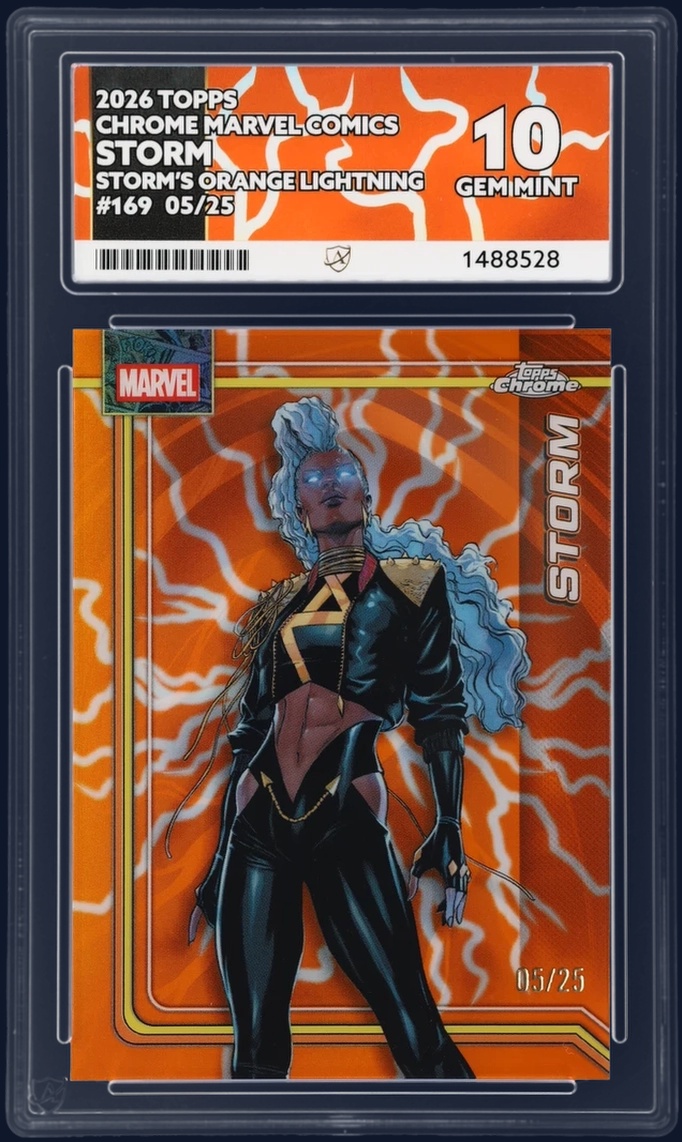 2026 TOPPS
CHROME MARVEL COMICS
STORM
STORM'S ORANGE LIGHTNING
#169 05/25
10
GEM MINT
1488528
MARVEL
Topps
Chrome
STORM
05/25